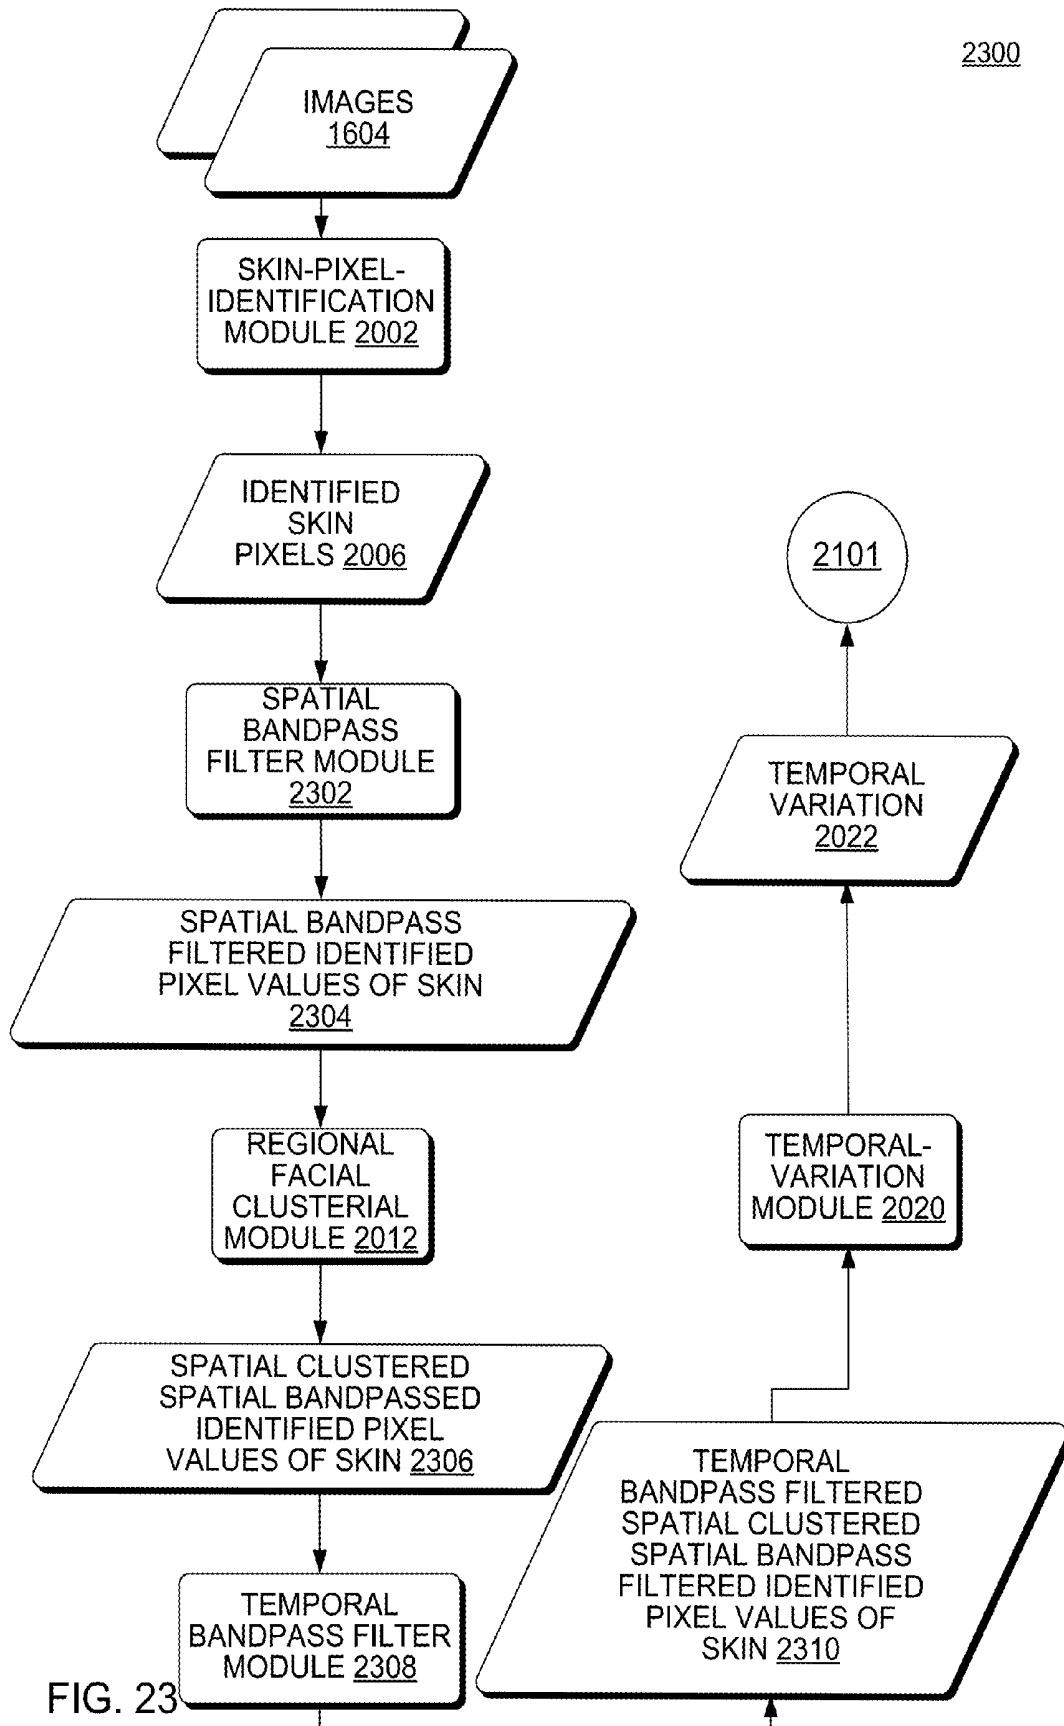 2300
IMAGES
1604
SKIN-PIXEL-
IDENTIFICATION
MODULE 2002
IDENTIFIED
SKIN
PIXELS 2006
SPATIAL
BANDPASS
FILTER MODULE
2302
SPATIAL BANDPASS
FILTERED IDENTIFIED
PIXEL VALUES OF SKIN
2304
REGIONAL
FACIAL
CLUSTERIAL
MODULE 2012
SPATIAL CLUSTERED
SPATIAL BANDPASSED
IDENTIFIED PIXEL
VALUES OF SKIN 2306
TEMPORAL
BANDPASS FILTER
MODULE 2308
TEMPORAL
BANDPASS FILTERED
SPATIAL CLUSTERED
SPATIAL BANDPASS
FILTERED IDENTIFIED
PIXEL VALUES OF
SKIN 2310
TEMPORAL-
VARIATION
MODULE 2020
TEMPORAL
VARIATION
2022
2101
FIG. 23